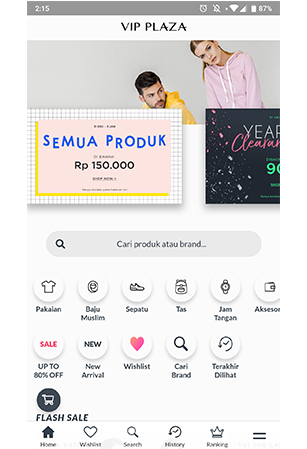 2:15
87%
VIP PLAZA
SEMUA PRODUK
DI BAWAH
Rp 150.000
SHOP NOW >
YEAR
Clearance
90
Cari produk atau brand...
Pakaian
Baju
Muslim
Sepatu
Tas
Jam
Tangan
Aksesor
SALE
NEW
UP TO
80% OFF
New
Arrival
Wishlist
Cari
Brand
Terakhir
Dilihat
FLASH SALE
Home
Wishlist
Search
History
Ranking